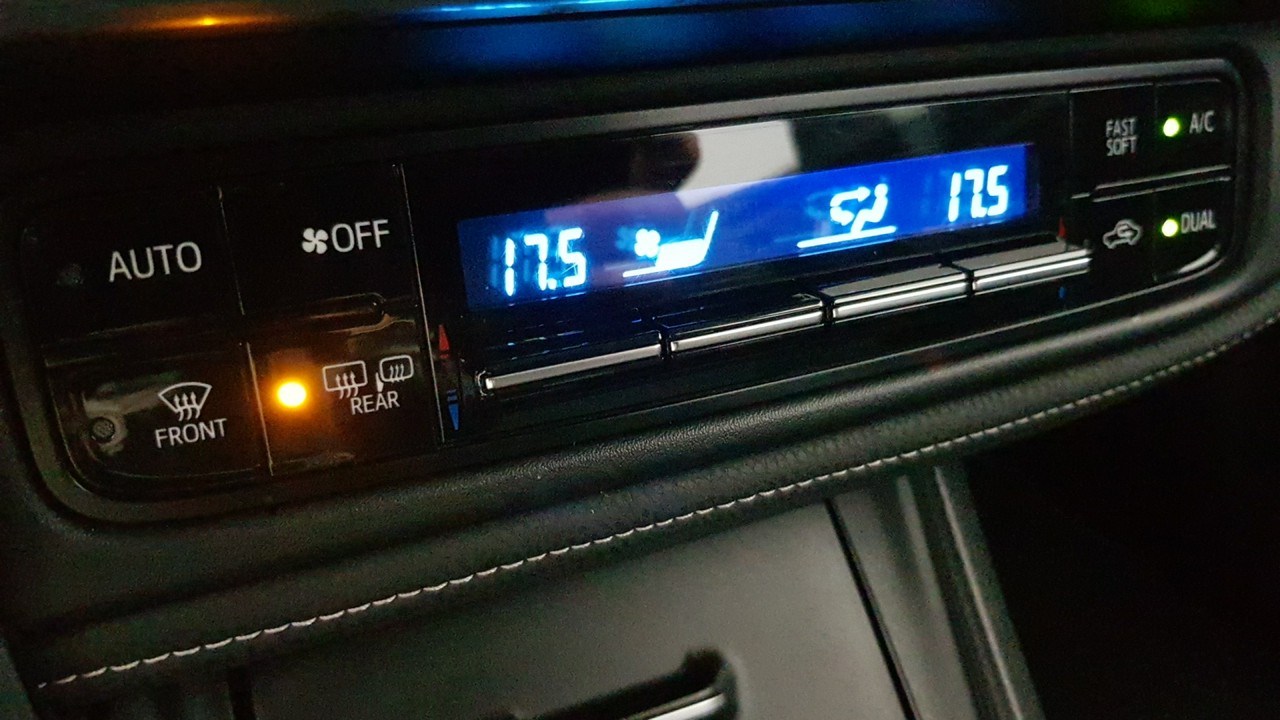 AUTO
OFF
FRONT
REAR
17.5
17.5
FAST
SOFT
A/C
DUAL